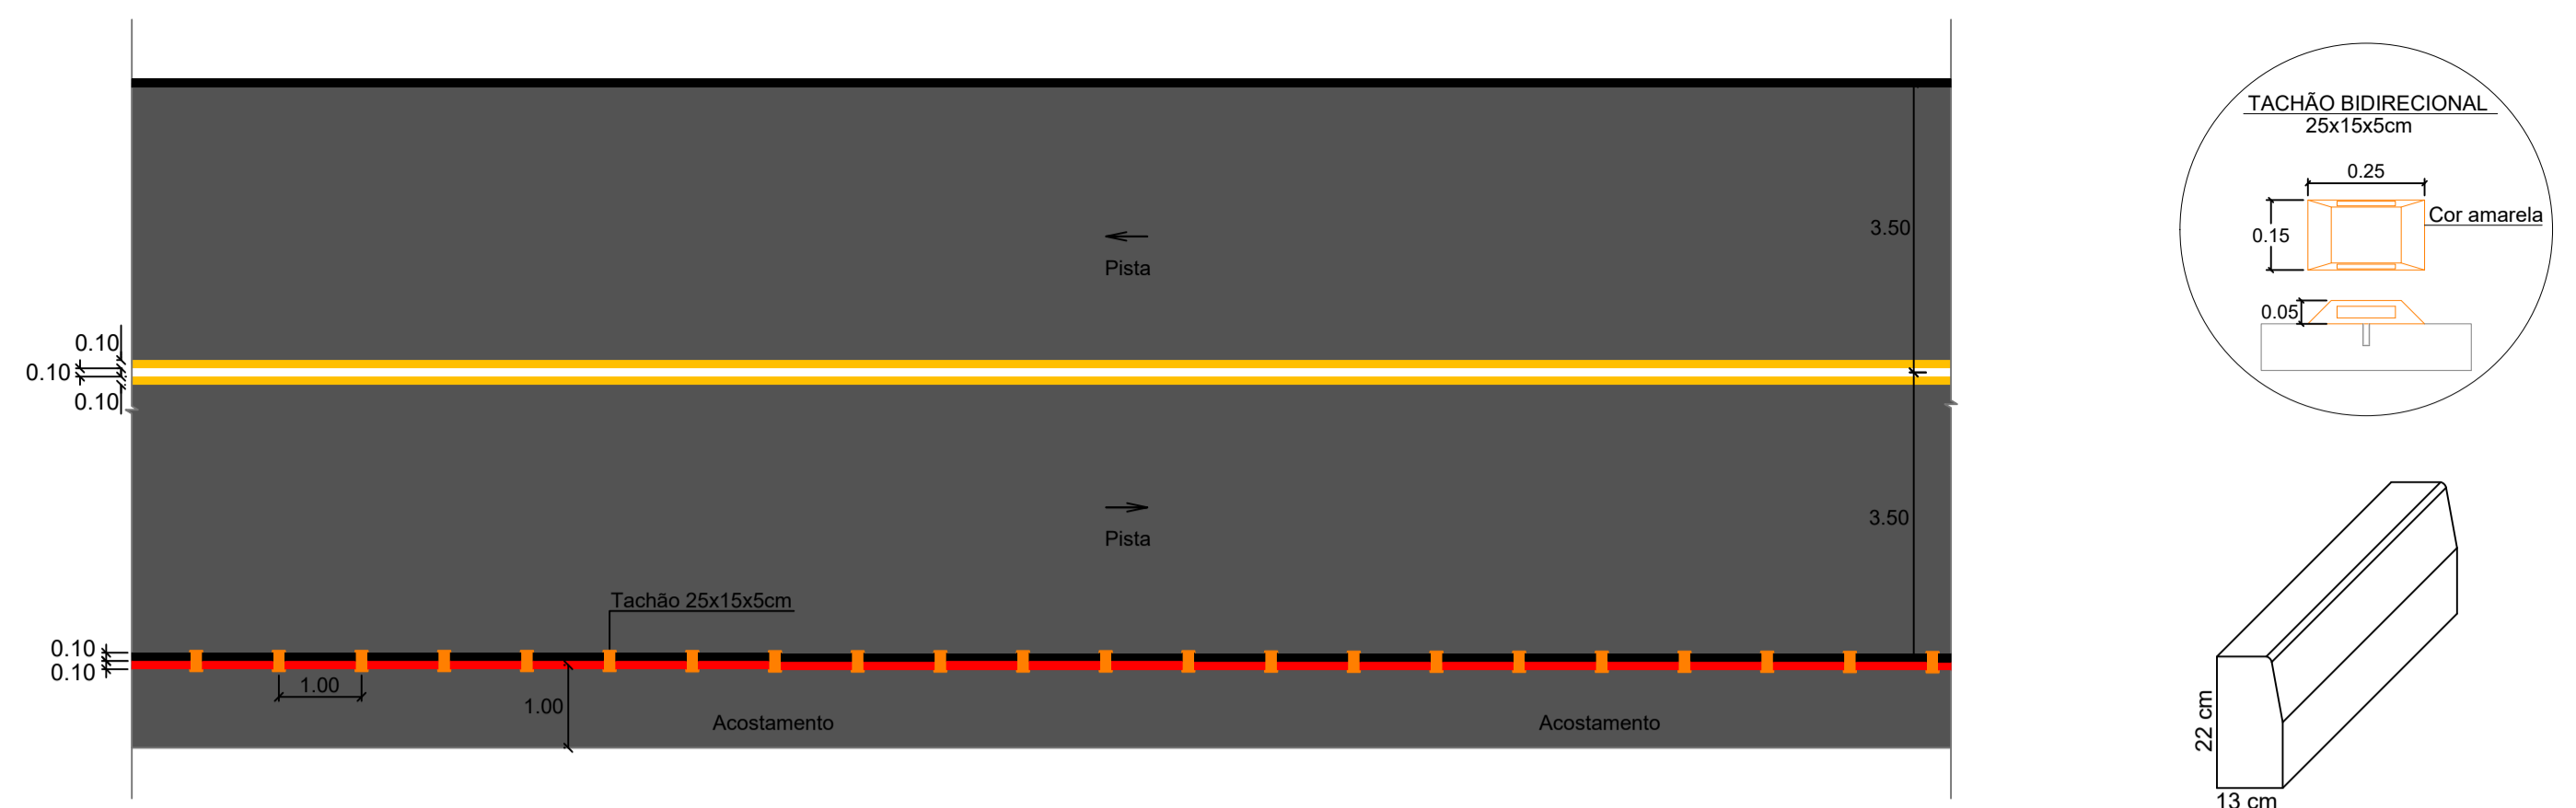 TACHÃO BIDIRECIONAL
25x15x5cm
0.25
Cor amarela
0.15
0.05
3.50
Pista
0.10
0.10
0.10
3.50
Pista
Tachão 25x15x5cm
0.10
0.10
1.00
1.00
Acostamento
Acostamento
22 cm
13 cm